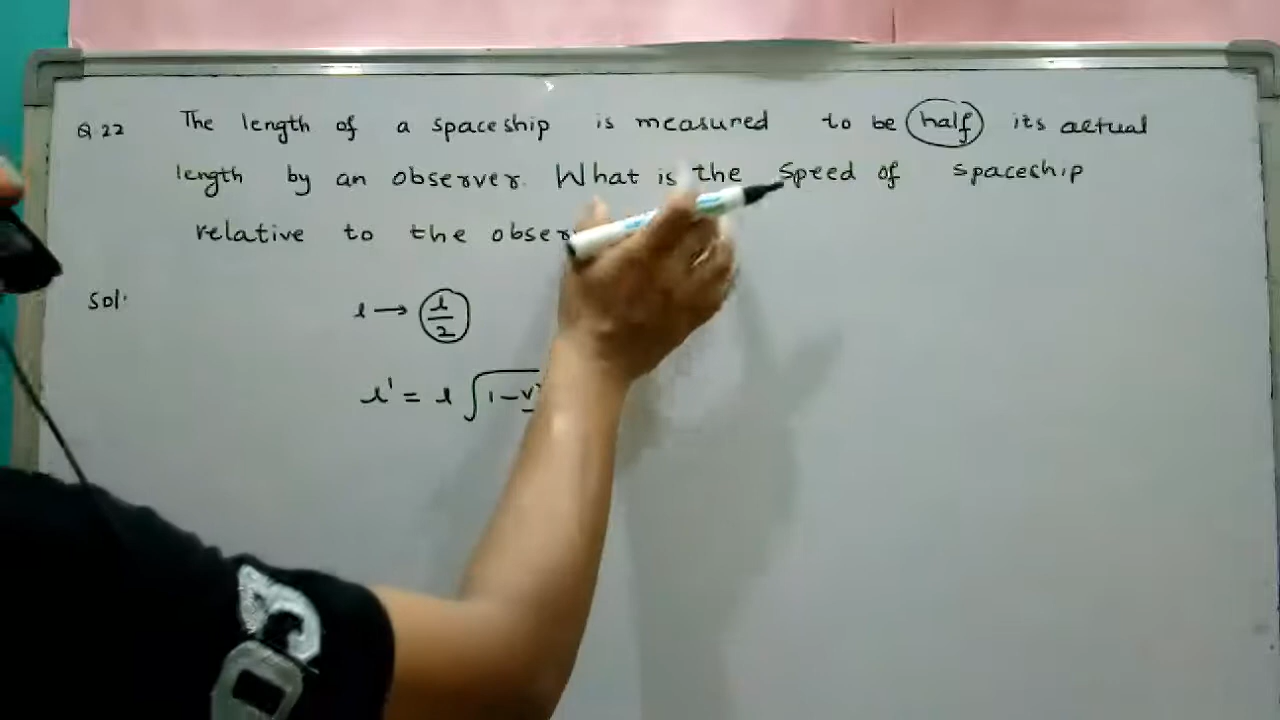 Q 22 The length of a spaceship is measured to be half its actual
length by an observer. What is the speed of spaceship
relative to the
Sol. l → l/2
l' = l √1-v